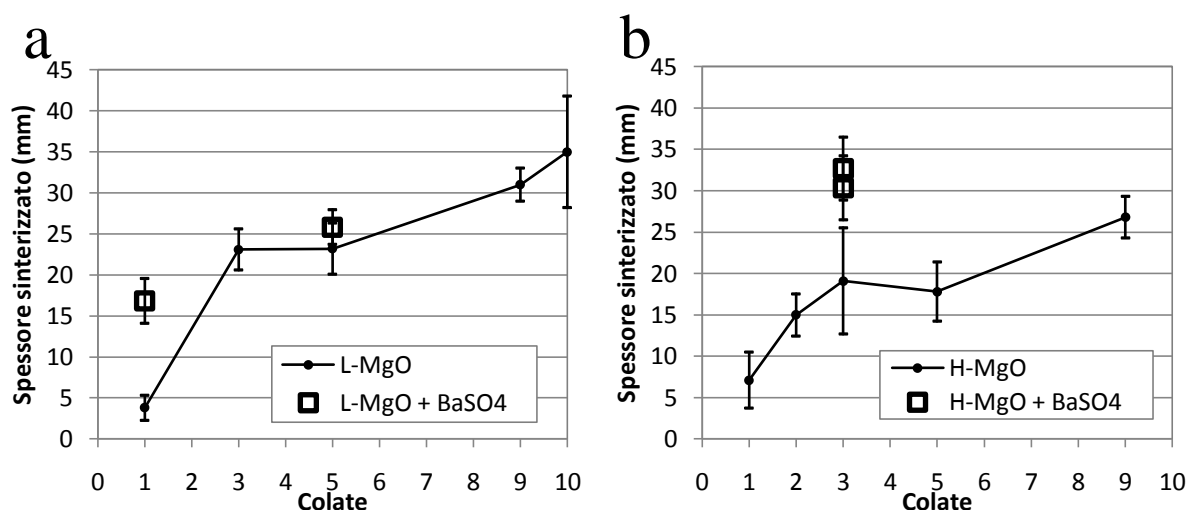 a
Spessore sinterizzato (mm)
45
40
35
30
25
20
15
10
5
0
0 1 2 3 4 5 6 7 8 9 10
Colate
L-MgO
L-MgO + BaSO4
b
Spessore sinterizzato (mm)
45
40
35
30
25
20
15
10
5
0
0 1 2 3 4 5 6 7 8 9 10
Colate
H-MgO
H-MgO + BaSO4